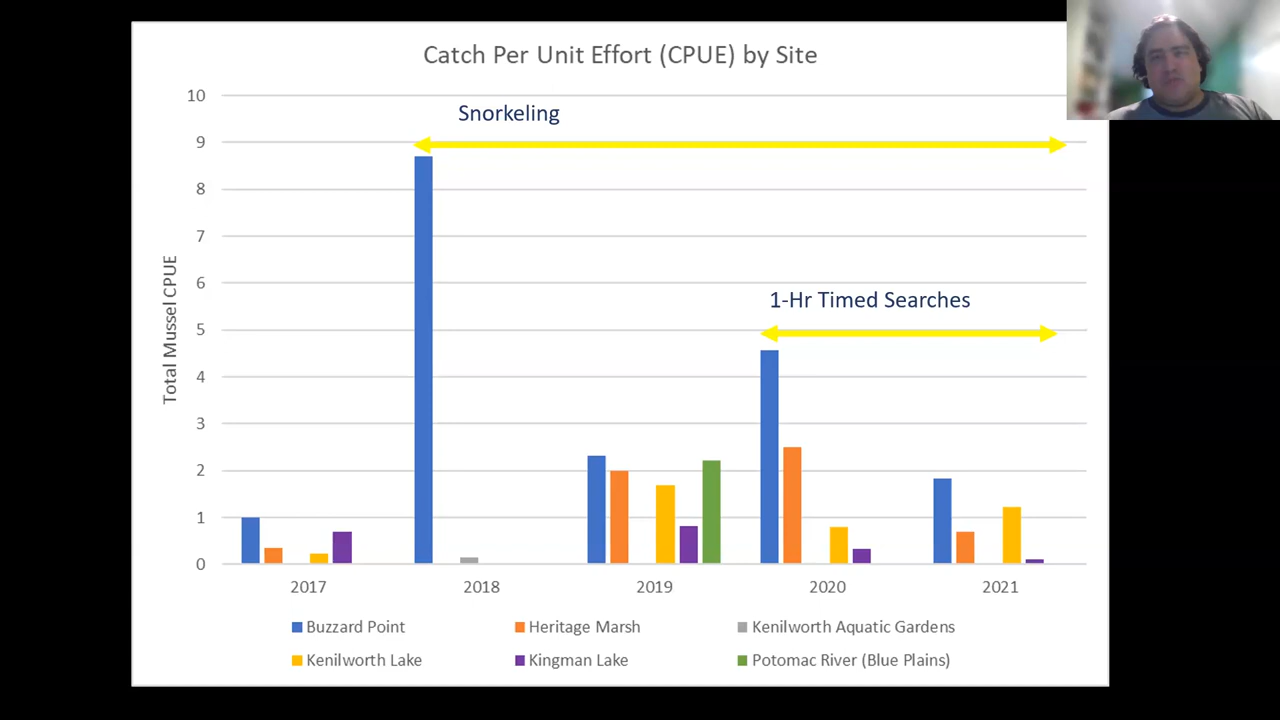 Catch Per Unit Effort (CPUE) by Site
Total Mussel CPUE
10
9
8
7
6
5
4
3
2
1
0
Snorkeling
1-Hr Timed Searches
2017 2018 2019 2020 2021
Buzzard Point Heritage Marsh Kenilworth Aquatic Gardens
Kenilworth Lake Kingman Lake Potomac River (Blue Plains)